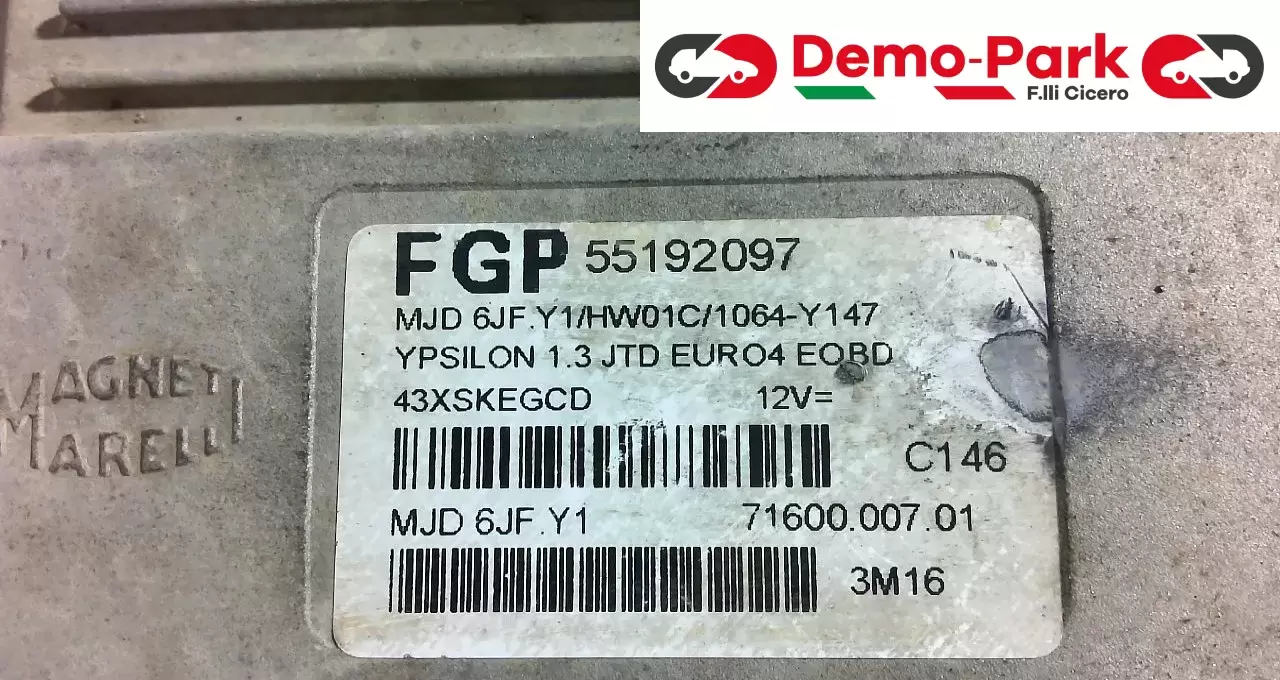 Demo-Park
F.lli Cicero
FGP 55192097
MJD 6JF.Y1/HW01C/1064-Y147
YPSILON 1.3 JTD EURO4 EOBD
43XSKEGCD 12V=
C146
MJD 6JF.Y1 71600.007.01
3M16
MAGNETI
MARELLI